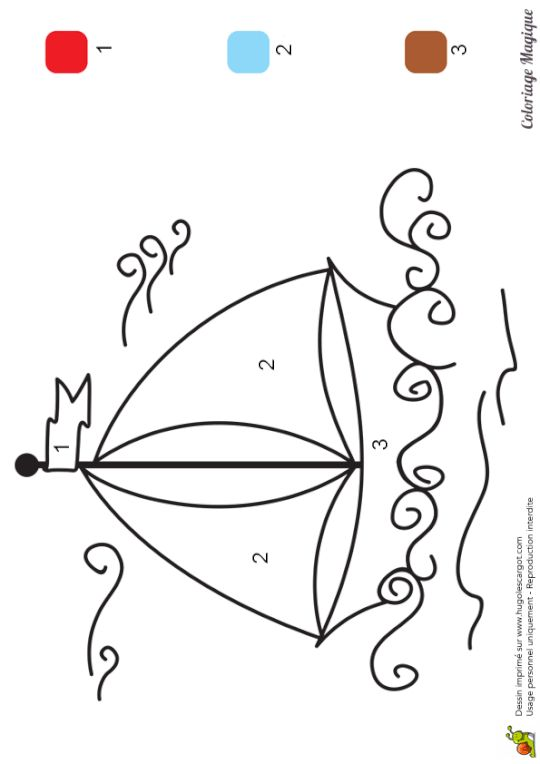 1
1
2
2
2
3
3
Dessin imprimé sur www.hugolescargot.com
Usage personnel uniquement - Reproduction interdite
Coloriage Magique